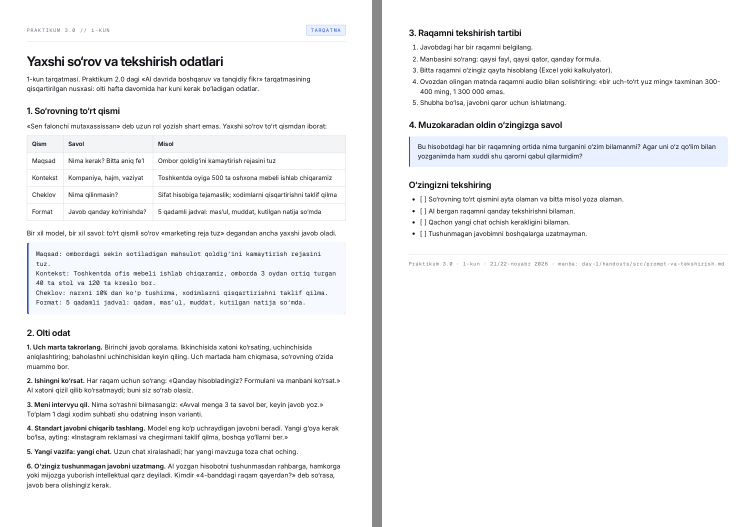 PRAKTIKUM 3.0 // 1-KUN
TARQATMA
Yaxshi so'rov va tekshirish odatlari
1-kun tarqatmasi. Praktikum 2.0 dagi «AI davrida boshqaruv va tanqidiy fikr» tarqatmasining
qisqartirilgan nusxasi: olti hafta davomida har kuni kerak bo'ladigan odatlar.
1. So'rovning to'rt qismi
«Sen falonchi mutaxassissan» deb uzun rol yozish shart emas. Yaxshi so'rov to'rt qismdan iborat:
Qism Savol Misol
Maqsad Nima kerak? Bitta aniq fe'l Ombor qoldig'ini kamaytirish rejasini tuz
Kontekst Kompaniya, hajm, vaziyat Toshkentda oyiga 500 ta oshxona mebeli ishlab chiqaramiz
Cheklov Nima qilinmasin? Sifat hisobiga tejamaslik; xodimlarni qisqartirishni taklif qilma
Format Javob qanday ko'rinishda? 5 qadamli jadval: mas'ul, muddat, kutilgan natija so'mda
Bir xil model, bir xil savol: to'rt qismli so'rov «marketing reja tuz» degandan ancha yaxshi javob oladi.
Maqsad: ombordagi sekin sotiladigan mahsulot qoldig'ini kamaytirish rejasini
tuz.
Kontekst: Toshkentda ofis mebeli ishlab chiqaramiz, omborda 3 oydan ortiq turgan
40 ta stol va 120 ta kreslo bor.
Cheklov: narxni 10% dan ko'p tushirma, xodimlarni qisqartirishni taklif qilma.
Format: 5 qadamli jadval: qadam, mas'ul, muddat, kutilgan natija so'mda.
2. Olti odat
1. Uch marta takrorlang. Birinchi javob qoralama. Ikkinchisida xatoni ko'rsating, uchinchisida
aniqlashtiring; baholashni uchinchisidan keyin qiling. Uch martada ham chiqmasa, so'rovning o'zida
muammo bor.
2. Ishingni ko'rsat. Har raqam uchun so'rang: «Qanday hisobladingiz? Formulani va manbani ko'rsat.»
AI xatoni qizil qilib ko'rsatmaydi; buni siz so'rab olasiz.
3. Meni intervyu qil. Nima so'rashni bilmasangiz: «Avval menga 3 ta savol ber, keyin javob yoz.»
To'plam 1 dagi xodim suhbati shu odatning inson varianti.
4. Standart javobni chiqarib tashlang. Model eng ko'p uchraydigan javobni beradi. Yangi g'oya kerak
bo'lsa, ayting: «Instagram reklamasi va chegirmani taklif qilma, boshqa yo'llarni ber.»
5. Yangi vazifa: yangi chat. Uzun chat xiralashadi; har yangi mavzuga toza chat oching.
6. O'zingiz tushunmagan javobni uzatmang. AI yozgan hisobotni tushunmasdan rahbarga, hamkorga
yoki mijozga yuborish intellektual qarz deyiladi. Kimdir «4-banddagi raqam qayerdan?» deb so'rasa,
javob bera olishingiz kerak.
3. Raqamni tekshirish tartibi
1. Javobdagi har bir raqamni belgilang.
2. Manbasini so'rang: qaysi fayl, qaysi qator, qanday formula.
3. Bitta raqamni o'zingiz qayta hisoblang (Excel yoki kalkulyator).
4. Ovozdan olingan matnda raqamni audio bilan solishtiring: «bir uch-to'rt yuz ming» taxminan 300-
400 ming, 1 300 000 emas.
5. Shubha bo'lsa, javobni qaror uchun ishlatmang.
4. Muzokaradan oldin o'zingizga savol
Bu hisobotdagi har bir raqamning ortida nima turganini o'zim bilamanmi? Agar uni o'z qo'lim bilan
yozganimda ham xuddi shu qarorni qabul qilarmidim?
O'zingizni tekshiring
• [ ] So'rovning to'rt qismini ayta olaman va bitta misol yoza olaman.
• [ ] AI bergan raqamni qanday tekshirishni bilaman.
• [ ] Qachon yangi chat ochish kerakligini bilaman.
• [ ] Tushunmagan javobimni boshqalarga uzatmayman.
Praktikum 3.0 · 1-kun · 21/22-noyabr 2026 · manba: day-1/handouts/src/prompt-va-tekshirish.md